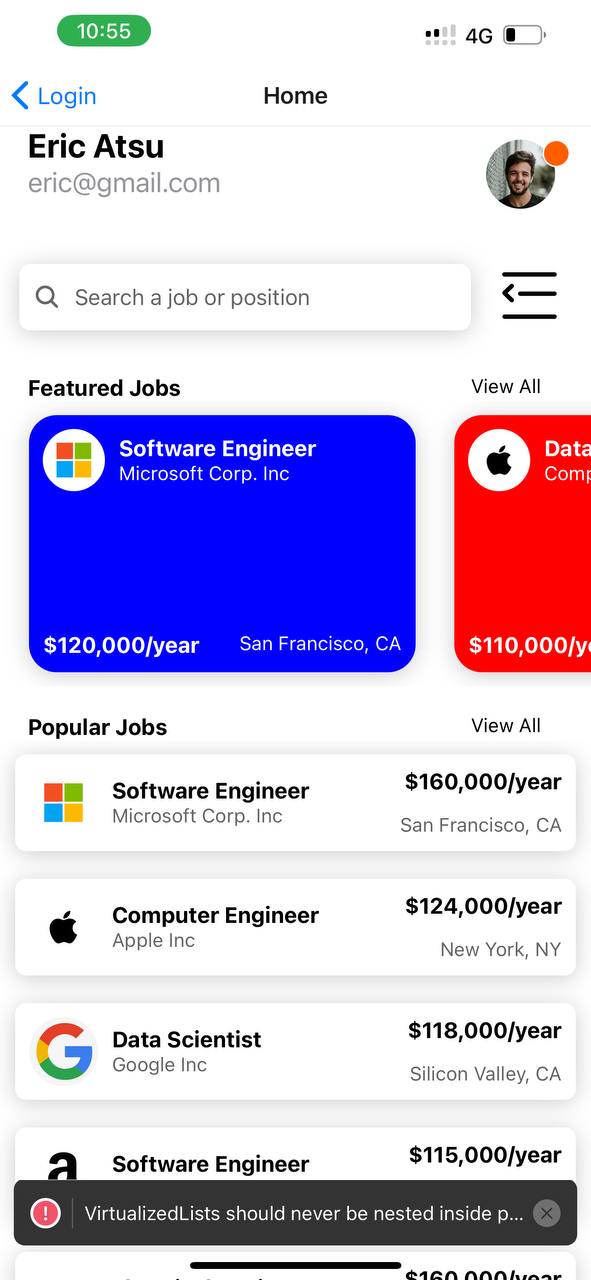 10:55
4G
Login
Home
Eric Atsu
eric@gmail.com
Search a job or position
Featured Jobs
View All
Software Engineer
Microsoft Corp. Inc
$120,000/year
San Francisco, CA
Data
Comp
$110,000/y
Popular Jobs
View All
Software Engineer
Microsoft Corp. Inc
$160,000/year
San Francisco, CA
Computer Engineer
Apple Inc
$124,000/year
New York, NY
Data Scientist
Google Inc
$118,000/year
Silicon Valley, CA
Software Engineer
$115,000/year
VirtualizedLists should never be nested inside p...
$160,000/year